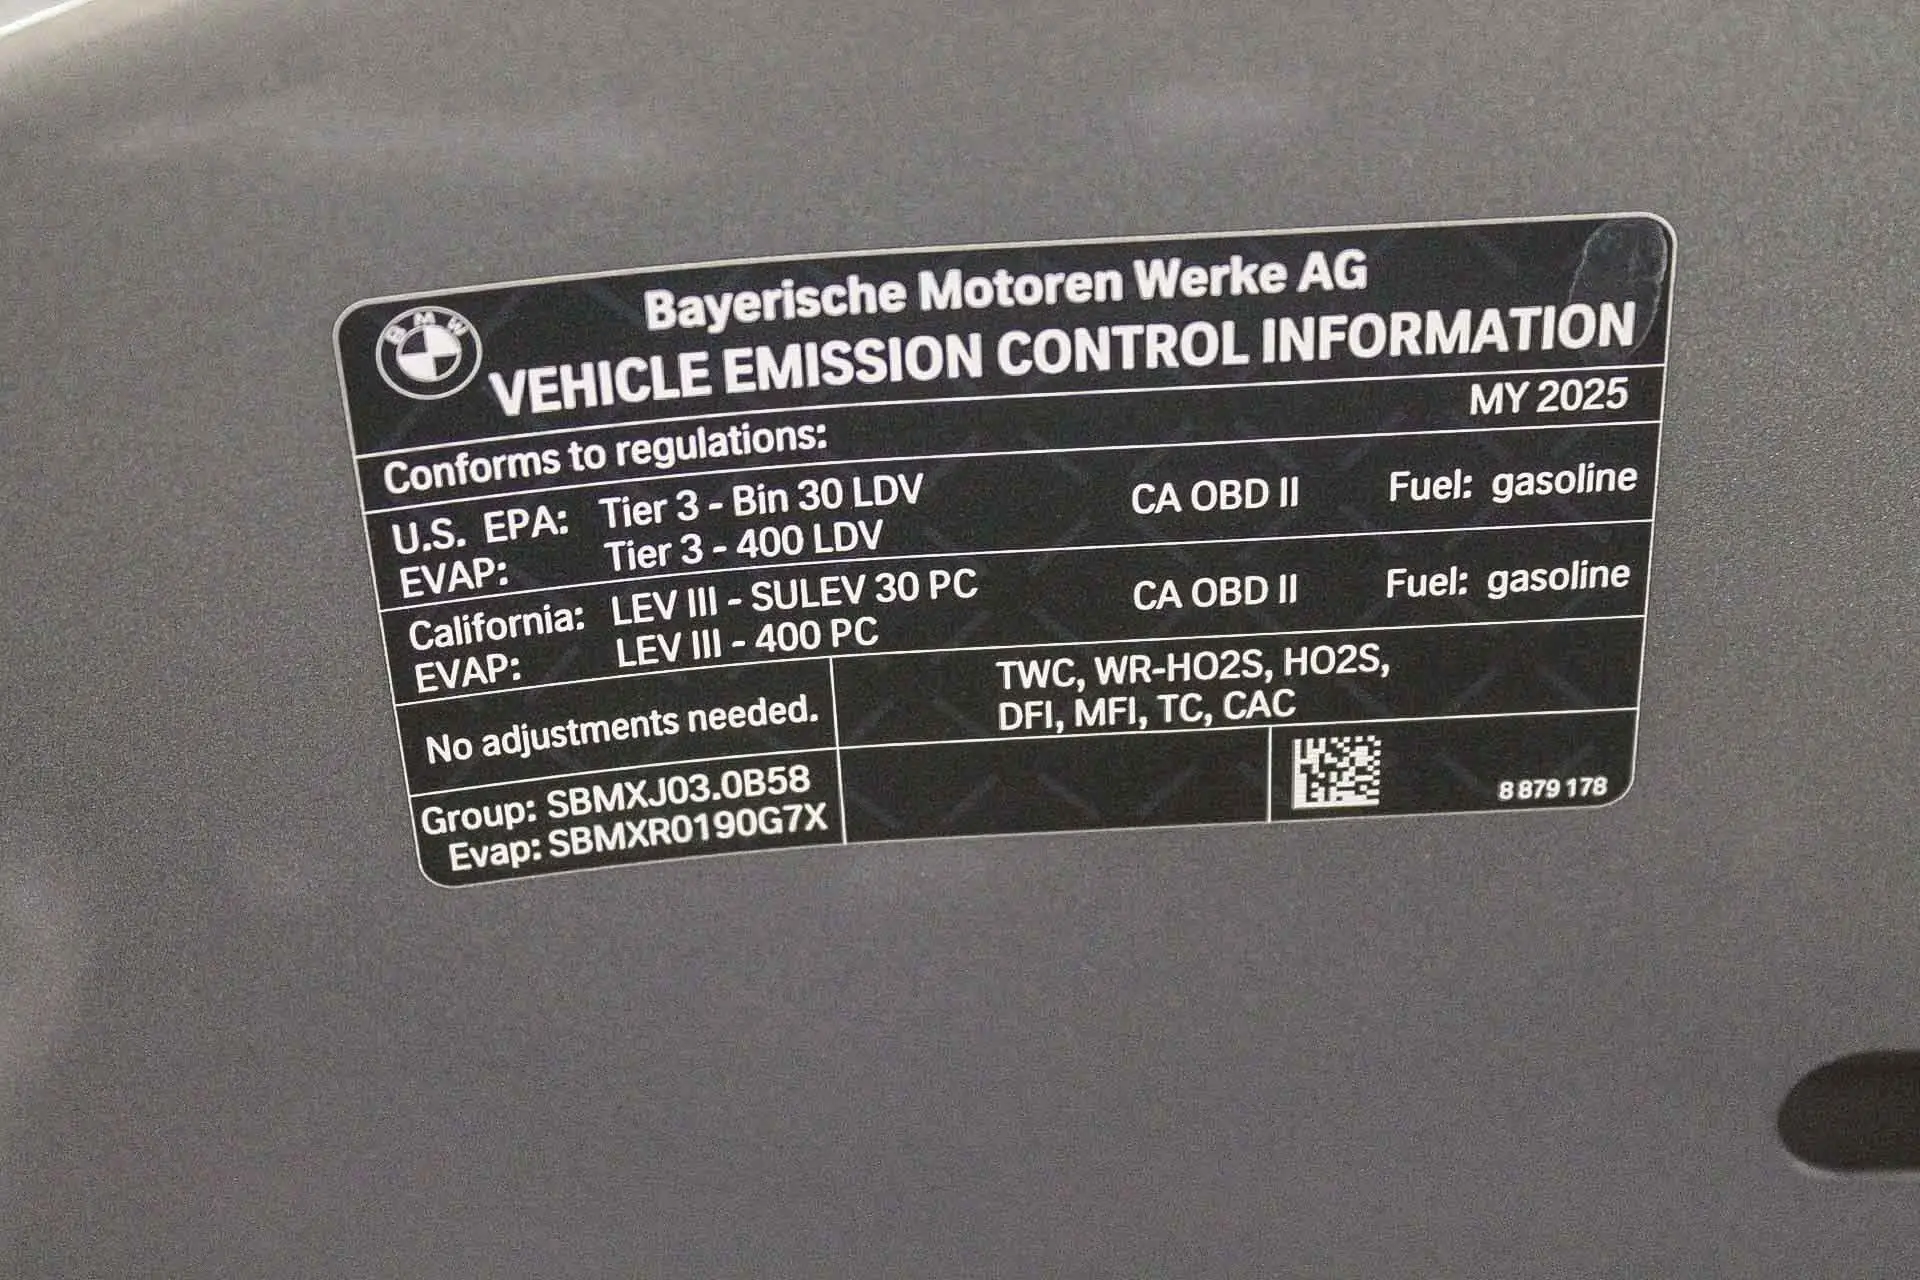 BMW
Bayerische Motoren Werke AG
VEHICLE EMISSION CONTROL INFORMATION
MY 2025
Conforms to regulations:
U.S. EPA: Tier 3 - Bin 30 LDV CA OBD II Fuel: gasoline
EVAP: Tier 3 - 400 LDV
California: LEV III - SULEV 30 PC CA OBD II Fuel: gasoline
EVAP: LEV III - 400 PC
No adjustments needed.
TWC, WR-HO2S, HO2S,
DFI, MFI, TC, CAC
Group: SBMXJ03.0B58
Evap: SBMXR0190G7X
8 879 178